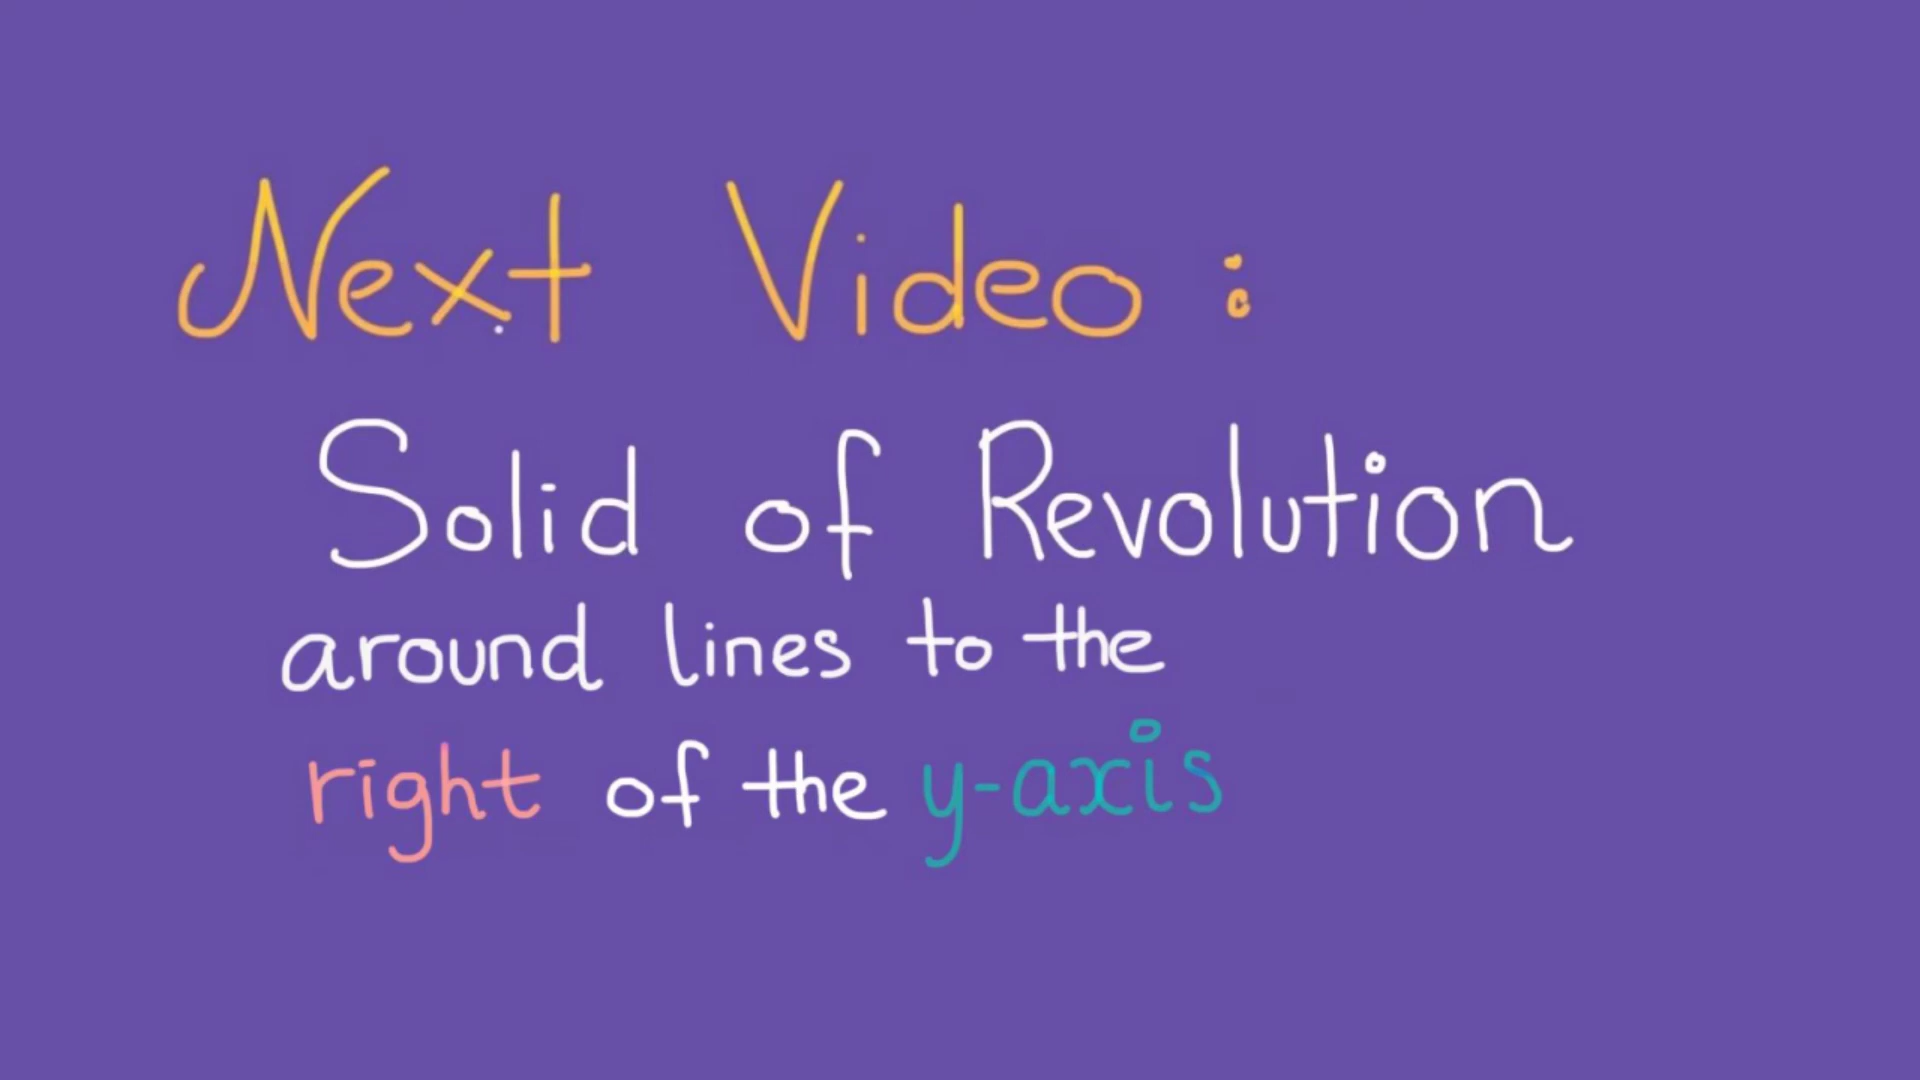 Next Video :
Solid of Revolution
around lines to the
right of the y-axis